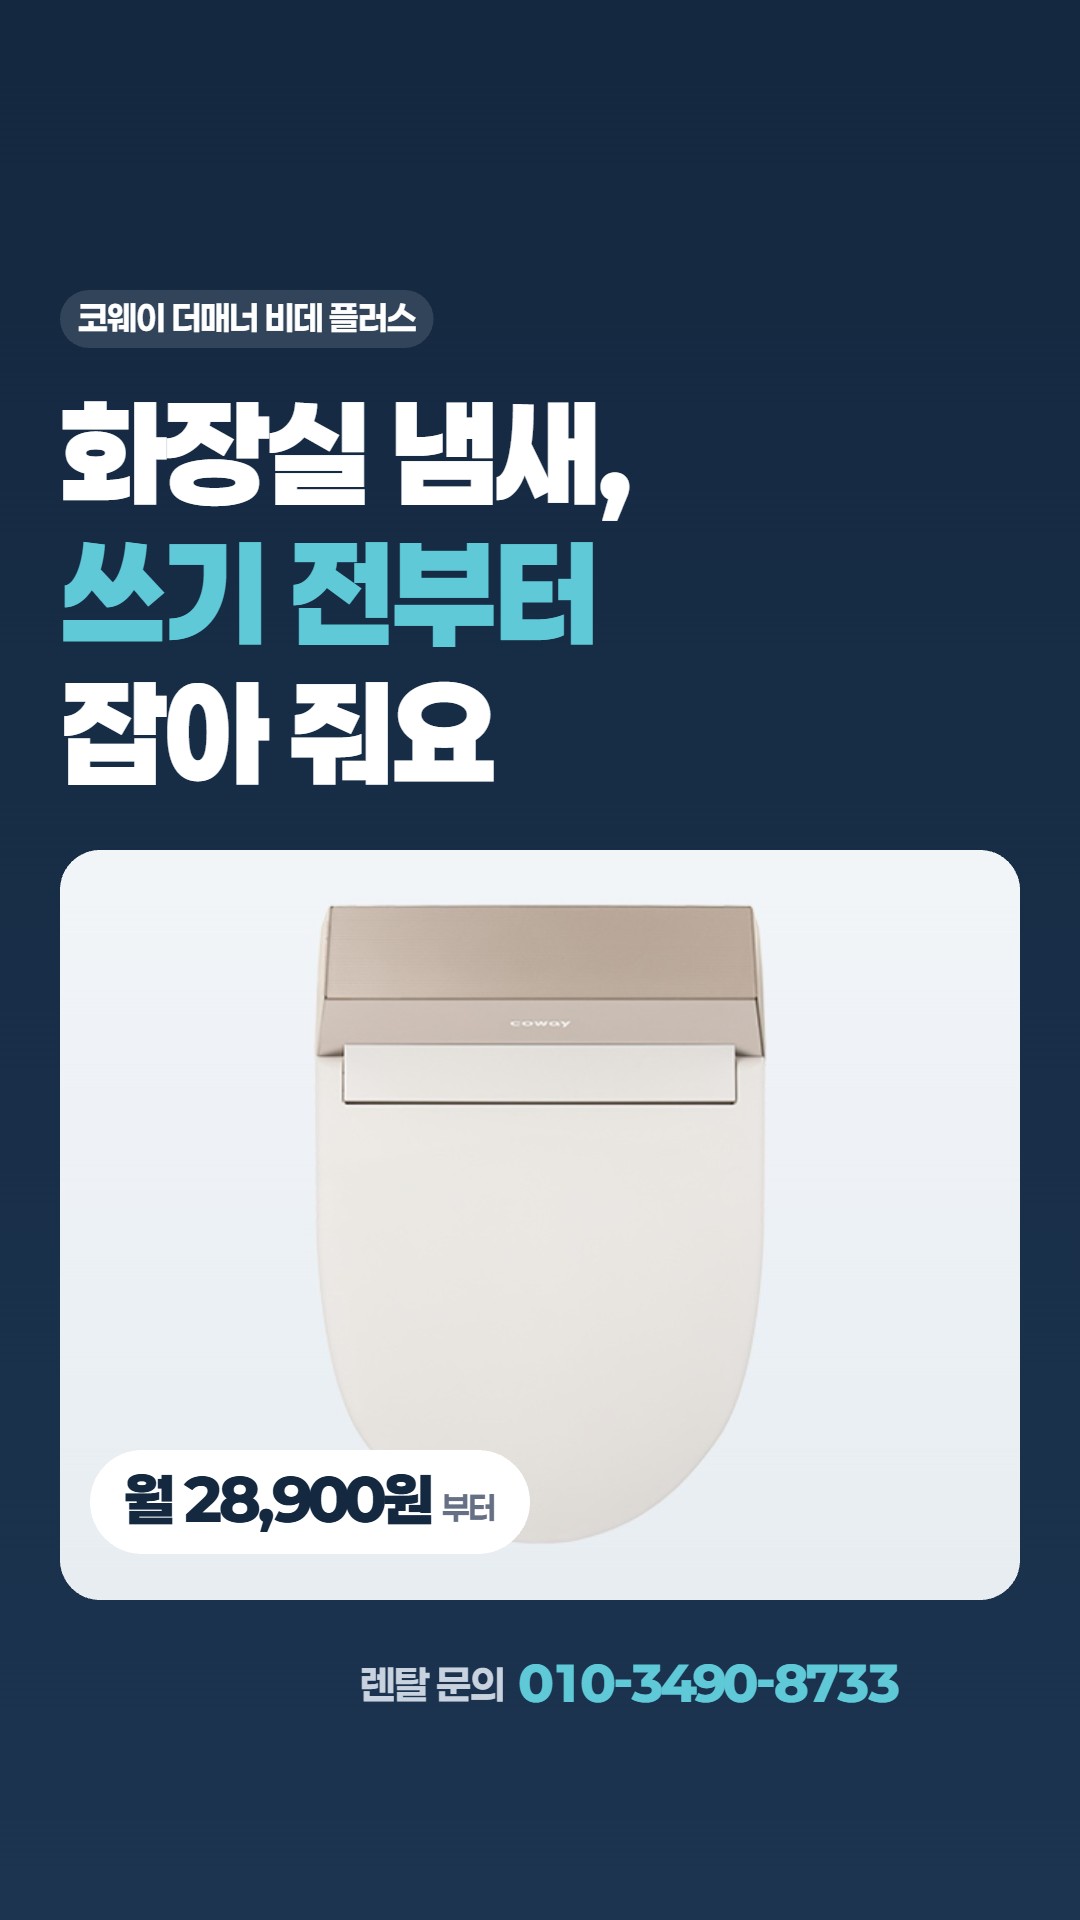 코웨이 더매너 비데 플러스
화장실 냄새,
쓰기 전부터
잡아 줘요
coway
월 28,900원 부터
렌탈 문의 010-3490-8733